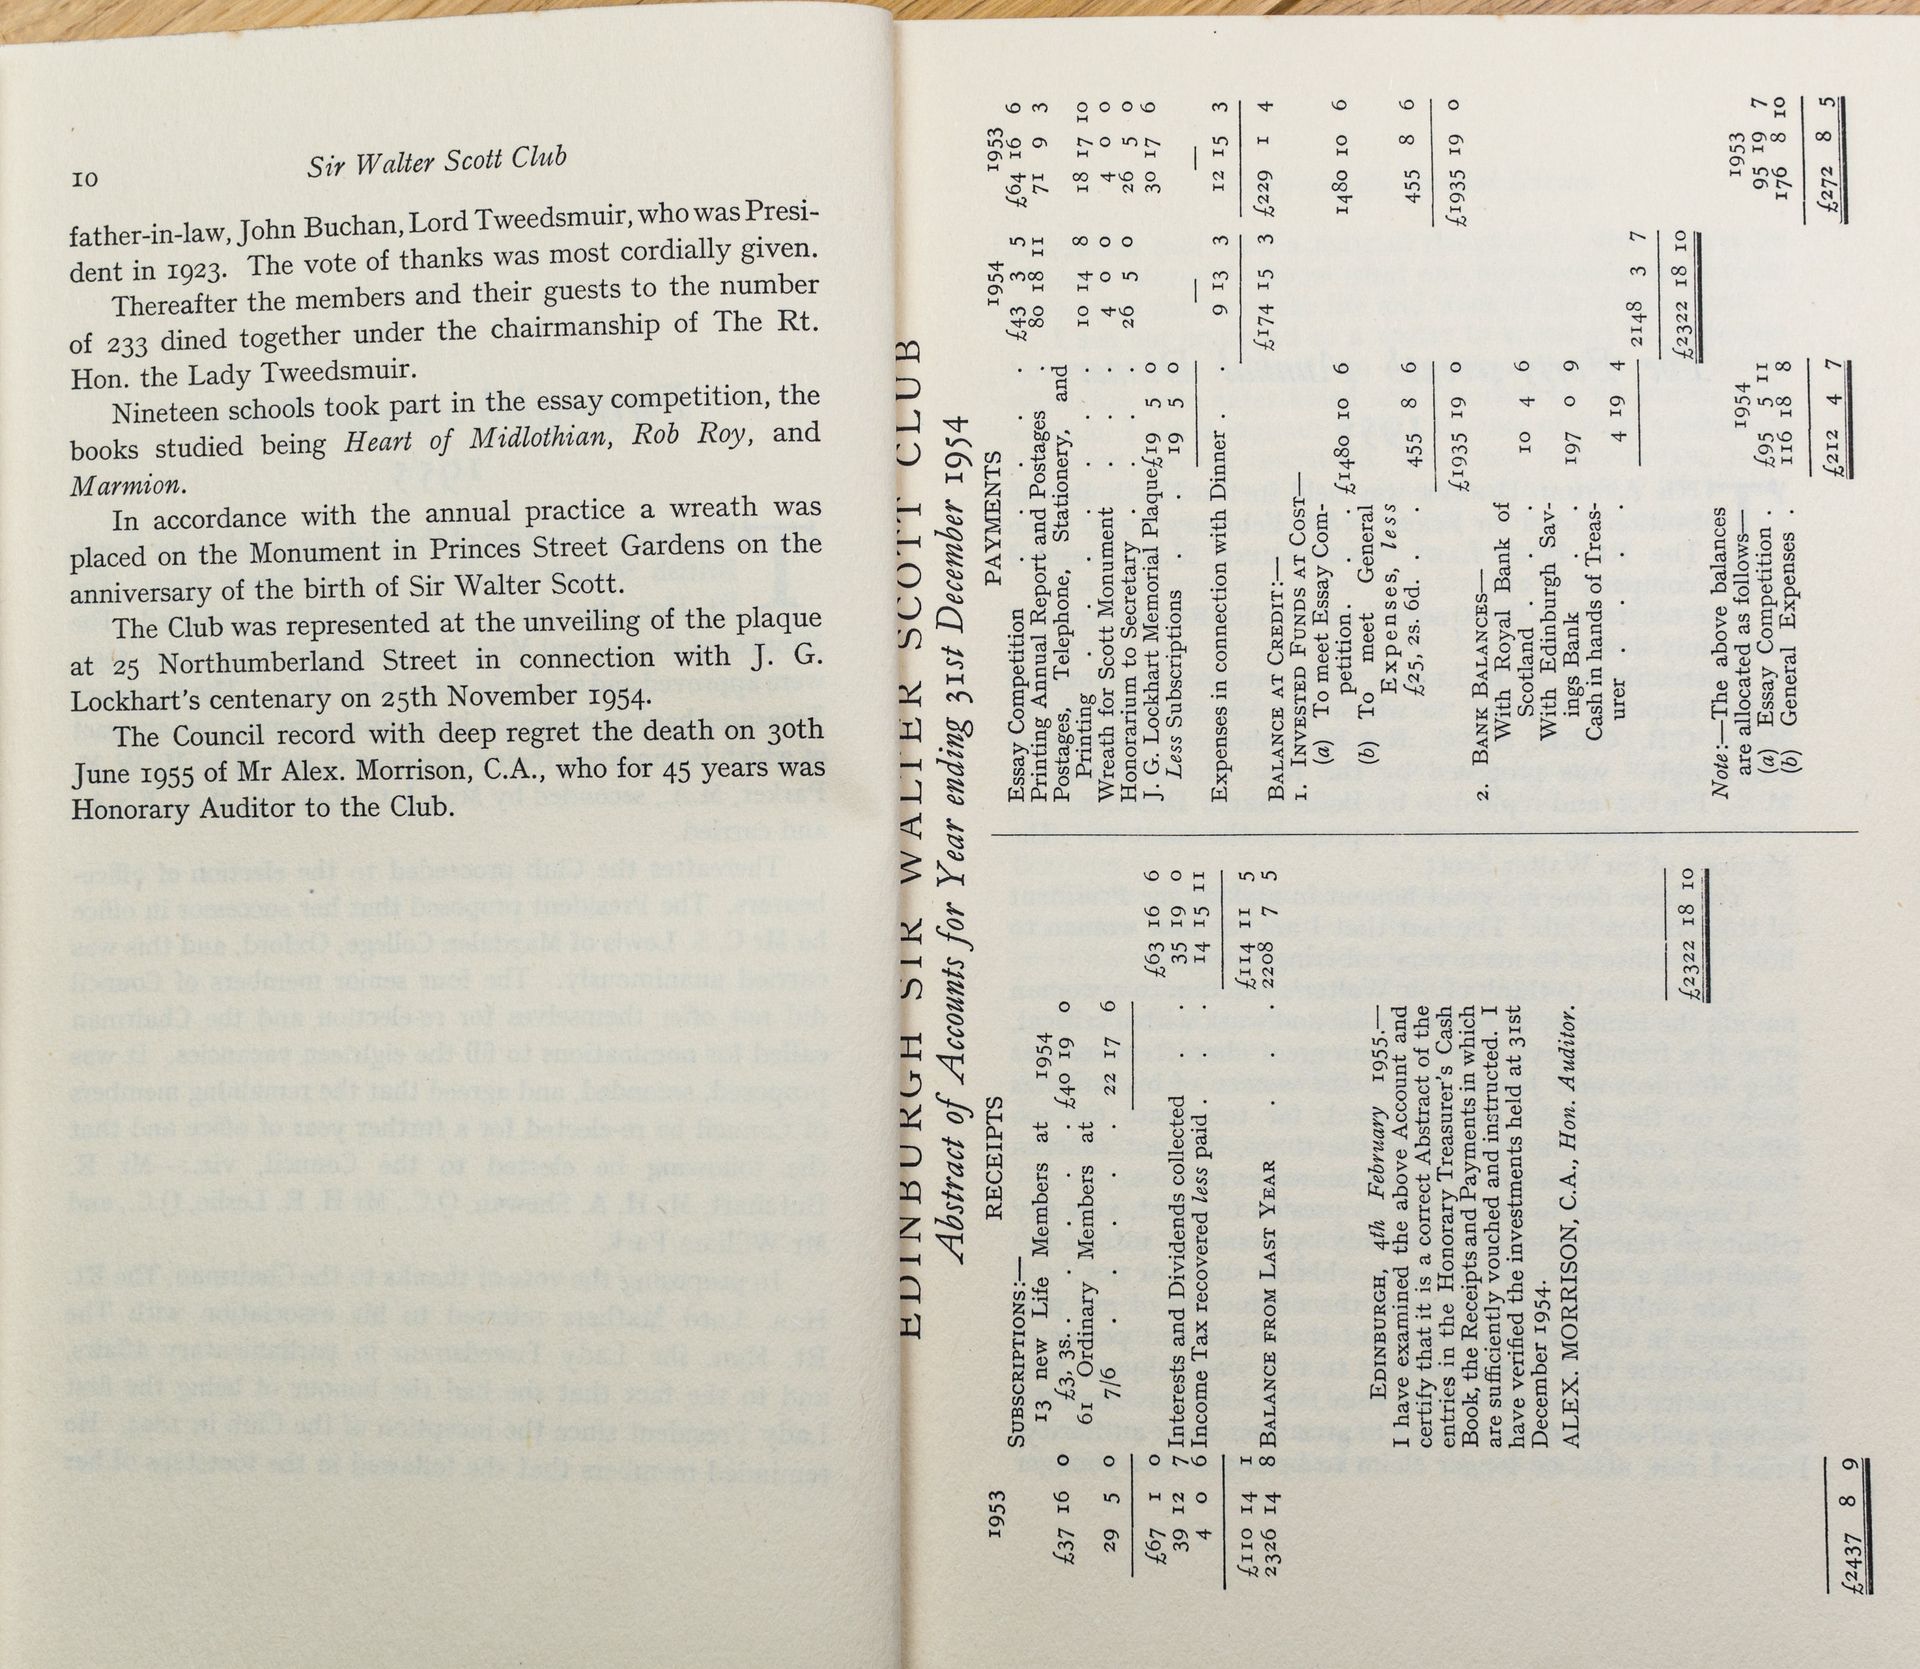 10
Sir Walter Scott Club
father-in-law, John Buchan, Lord Tweedsmuir, who was Presi-
dent in 1923. The vote of thanks was most cordially given.
Thereafter the members and their guests to the number
of 233 dined together under the chairmanship of The Rt.
Hon. the Lady Tweedsmuir.
Nineteen schools took part in the essay competition, the
books studied being Heart of Midlothian, Rob Roy, and
Marmion.
In accordance with the annual practice a wreath was
placed on the Monument in Princes Street Gardens on the
anniversary of the birth of Sir Walter Scott.
The Club was represented at the unveiling of the plaque
at 25 Northumberland Street in connection with J. G.
Lockhart's centenary on 25th November 1954.
The Council record with deep regret the death on 30th
June 1955 of Mr Alex. Morrison, C.A., who for 45 years was
Honorary Auditor to the Club.
EDINBURGH SIR WALTER SCOTT CLUB
Abstract of Accounts for Year ending 31st December 1954
1953 RECEIPTS
SUBSCRIPTIONS:—
13 new Life Members at 1954
£37 16 0 £3, 3s. . . . . . £40 19 0
61 Ordinary Members at
29 5 0 7/6 . . . . . 22 17 6
£67 1 0 £63 16 6
39 12 7 Interests and Dividends collected . . 35 19 0
4 0 6 Income Tax recovered less paid . . 14 15 11
£110 14 1 £114 11 5
2326 14 8 BALANCE FROM LAST YEAR . . . 2208 7 5
EDINBURGH, 4th February 1955.—
I have examined the above Account and
certify that it is a correct Abstract of the
entries in the Honorary Treasurer's Cash
Book, the Receipts and Payments in which
are sufficiently vouched and instructed. I
have verified the investments held at 31st
December 1954.
ALEX. MORRISON, C.A., Hon. Auditor.
£2437 8 9 £2322 18 10
PAYMENTS 1954 1953
Essay Competition . . . . £43 3 5 £64 16 6
Printing Annual Report and Postages . 80 18 11 71 9 3
Postages, Telephone, Stationery, and
Printing . . . . . 10 14 8 18 17 10
Wreath for Scott Monument . . . 4 0 0 4 0 0
Honorarium to Secretary . . . 26 5 0 26 5 0
J. G. Lockhart Memorial Plaque £19 5 0 30 17 6
Less Subscriptions . . . 19 5 0
— —
Expenses in connection with Dinner . . 9 13 3 12 15 3
£174 15 3 £229 1 4
BALANCE AT CREDIT:—
1. INVESTED FUNDS AT COST—
(a) To meet Essay Com-
petition . . . £1480 10 6 1480 10 6
(b) To meet General
Expenses, less
£25, 2s. 6d. . . 455 8 6 455 8 6
£1935 19 0 £1935 19 0
2. BANK BALANCES—
With Royal Bank of
Scotland . . . 10 4 6
With Edinburgh Sav-
ings Bank . . 197 0 9
Cash in hands of Treas-
urer . . . 4 19 4
2148 3 7
£2322 18 10
Note:—The above balances
are allocated as follows— 1954 1953
(a) Essay Competition . £95 5 11 95 19 7
(b) General Expenses . 116 18 8 176 8 10
£212 4 7 £272 8 5